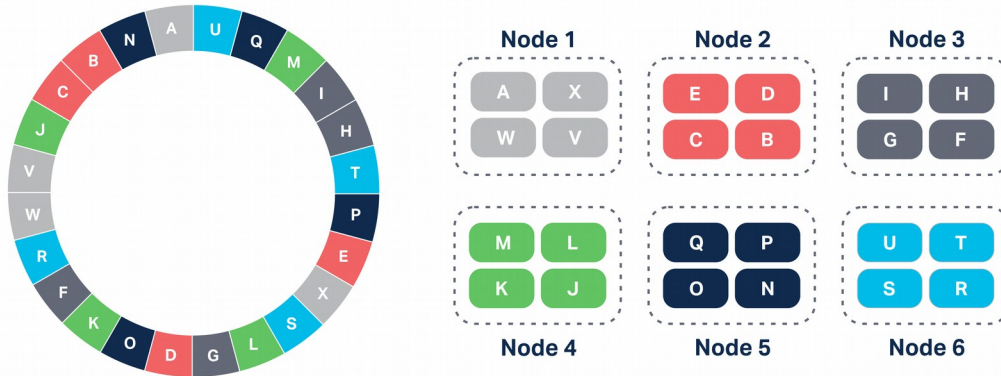 A
U
Q
M
I
H
T
P
E
X
S
L
G
D
O
K
F
R
W
V
J
C
B
N
Node 1
A X
W V
Node 2
E D
C B
Node 3
I H
G F
M L
K J
Node 4
Q P
O N
Node 5
U T
S R
Node 6